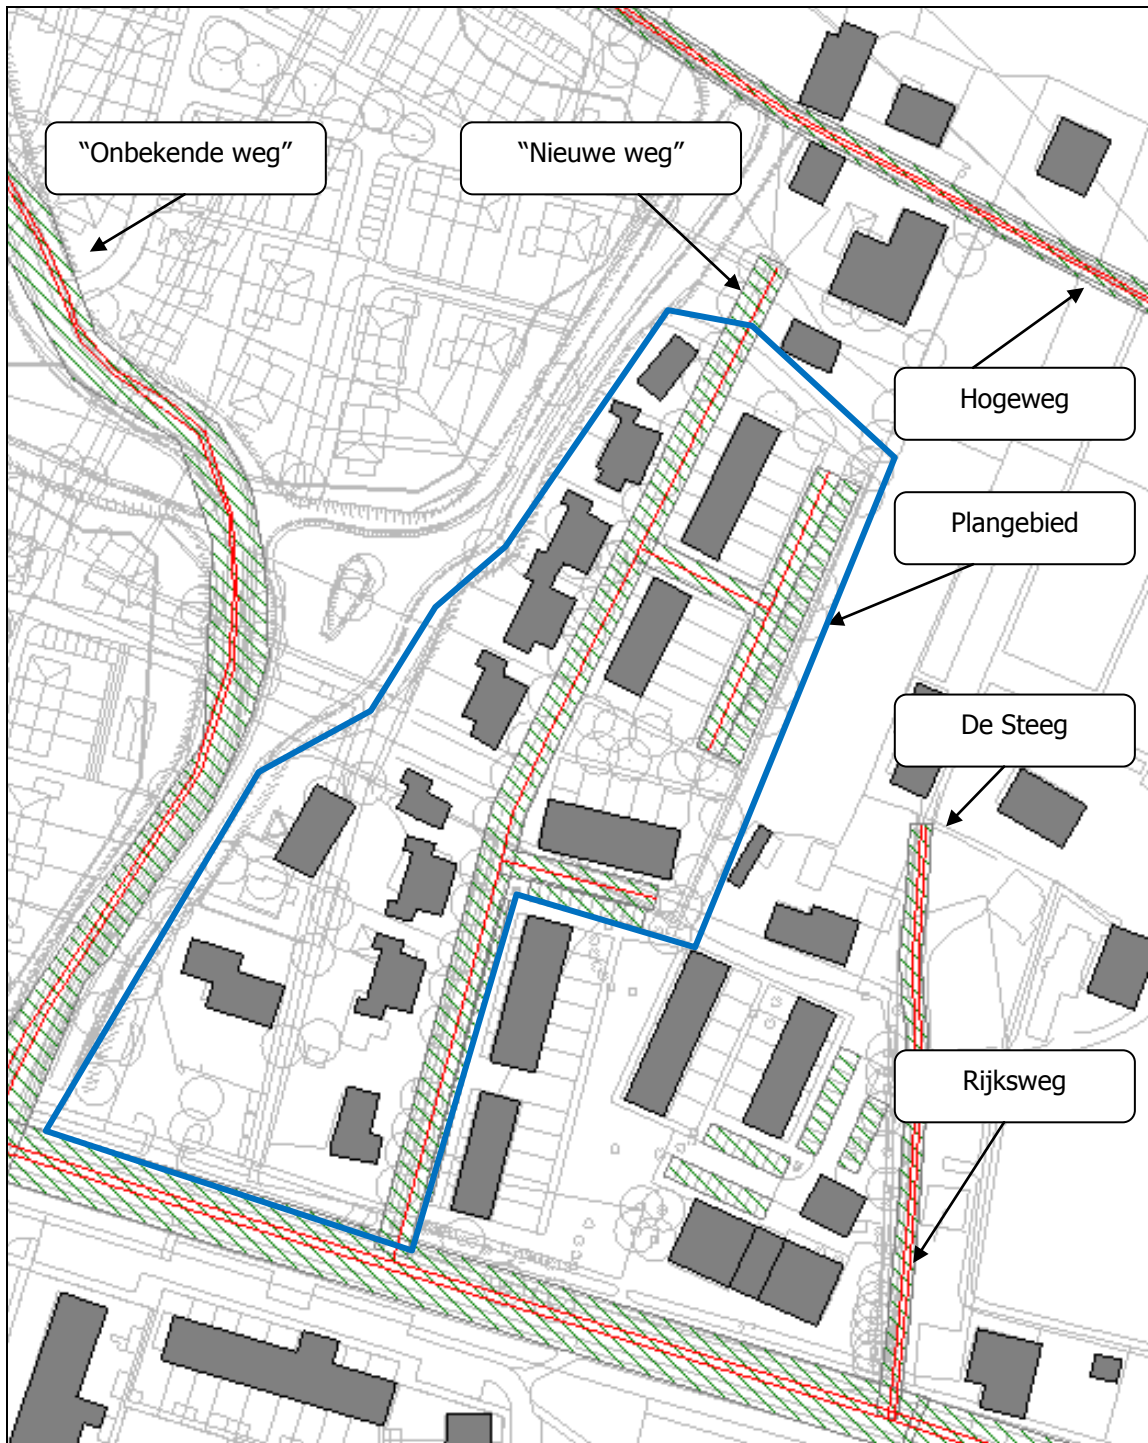 “Onbekende weg”
“Nieuwe weg”
Hogeweg
Plangebied
De Steeg
Rijksweg